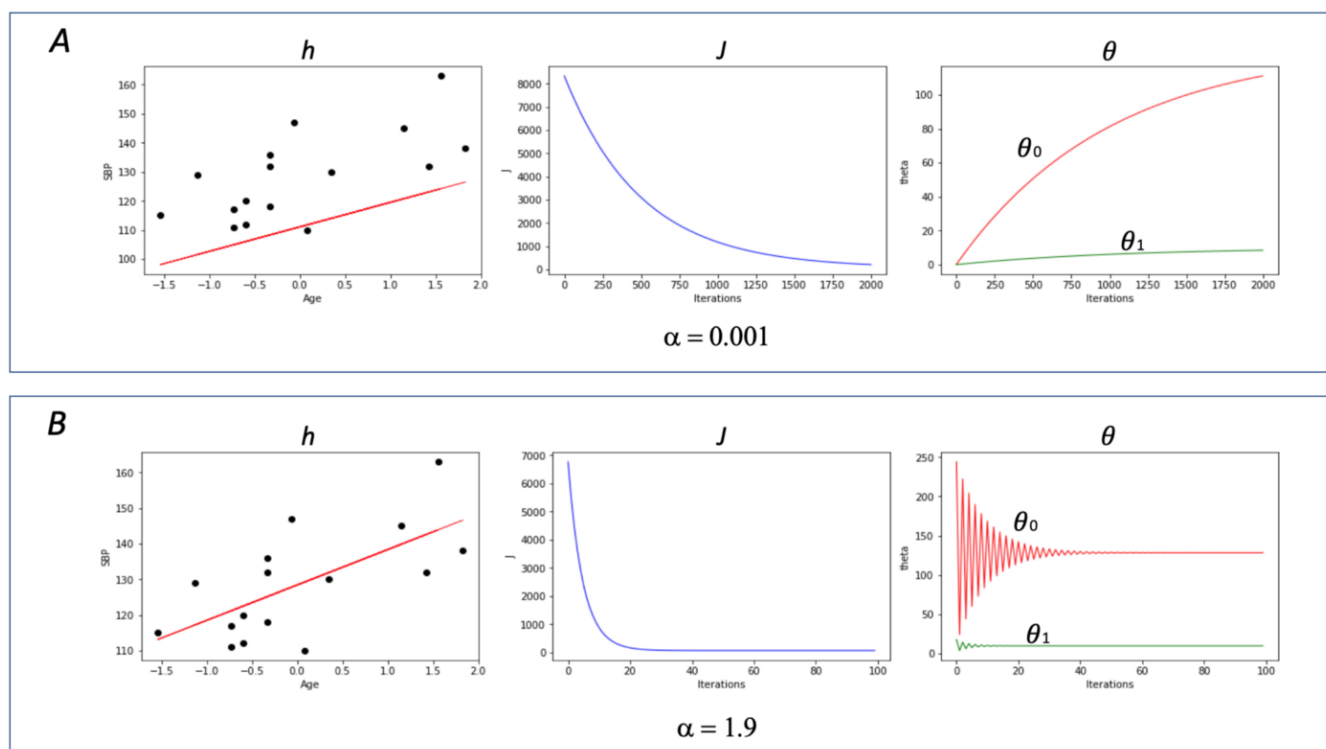 A
h
J
θ
160
150
140
130
120
110
100
SBP
−1.5 −1.0 −0.5 0.0 0.5 1.0 1.5 2.0
Age
8000
7000
6000
5000
4000
3000
2000
1000
0
J
0 250 500 750 1000 1250 1500 1750 2000
Iterations
100
80
60
40
20
0
theta
θ0
θ1
0 250 500 750 1000 1250 1500 1750 2000
Iterations
α = 0.001
B
h
J
θ
160
150
140
130
120
110
SBP
−1.5 −1.0 −0.5 0.0 0.5 1.0 1.5 2.0
Age
7000
6000
5000
4000
3000
2000
1000
0
J
0 20 40 60 80 100
Iterations
250
200
150
100
50
0
theta
θ0
θ1
0 20 40 60 80 100
Iterations
α = 1.9